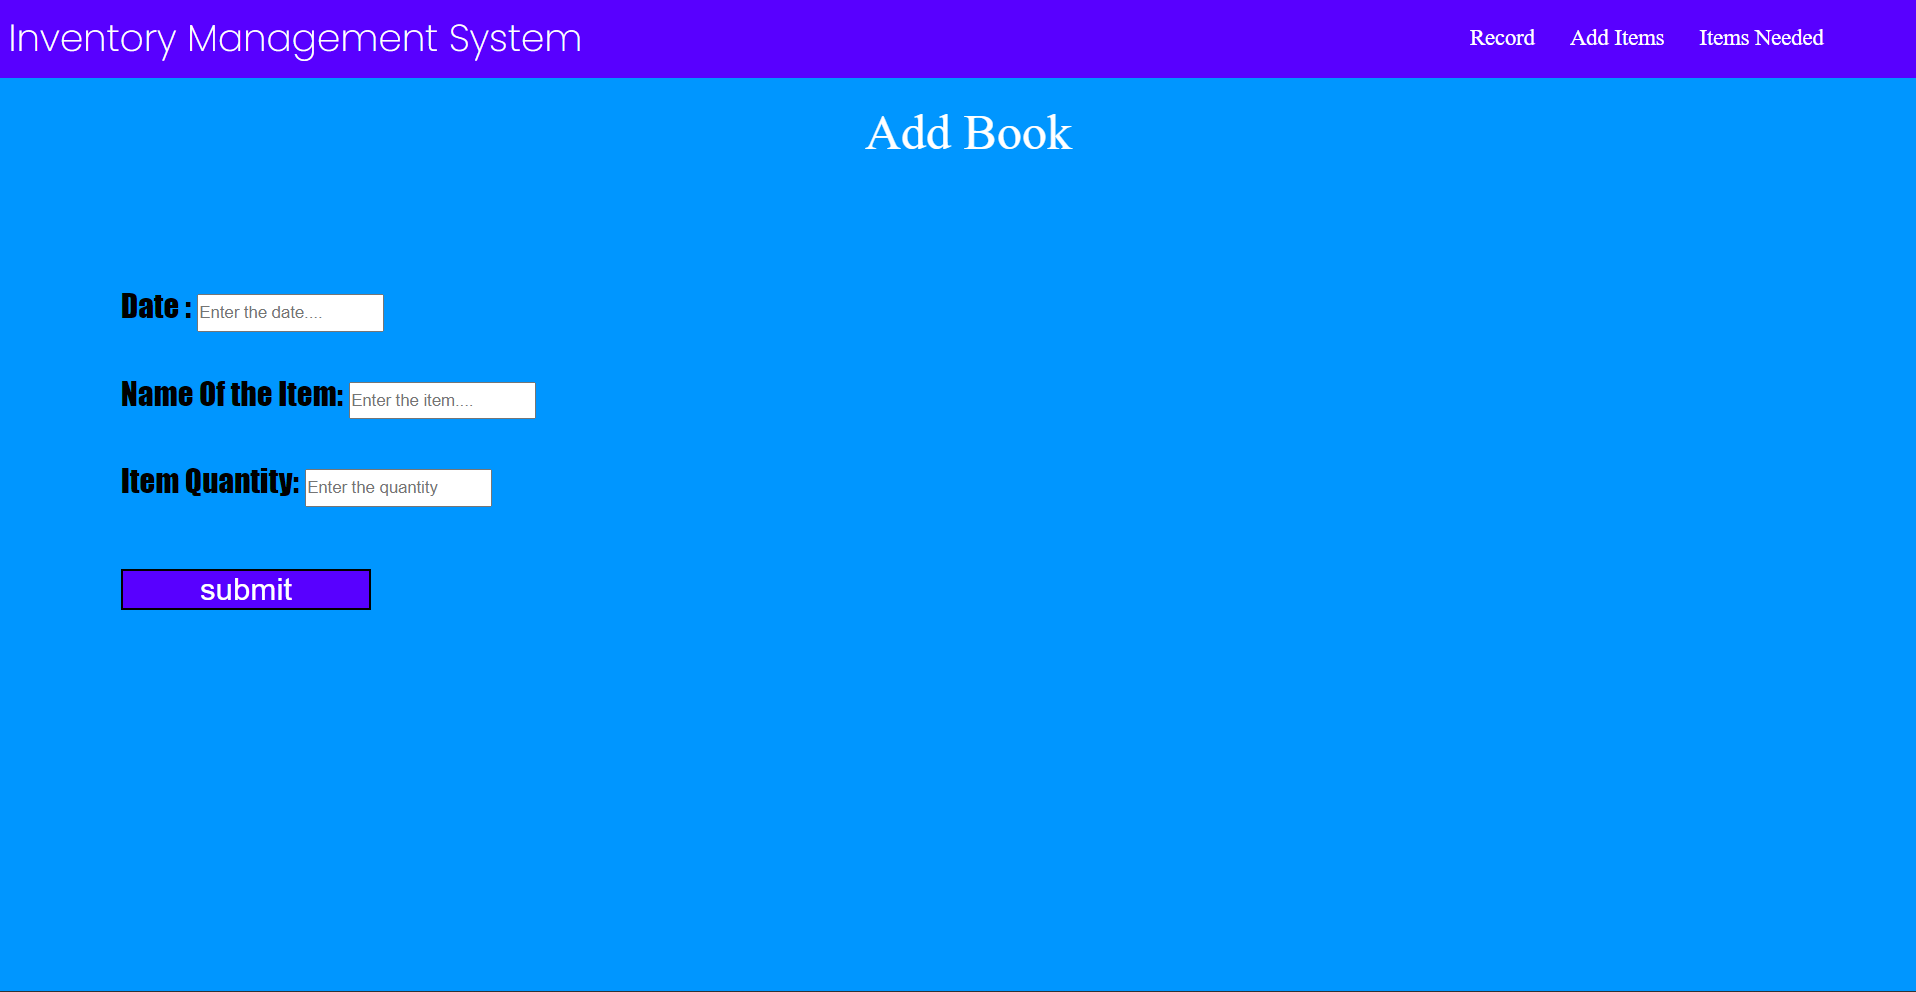 Inventory Management System Record Add Items Items Needed
Add Book
Date : Enter the date....
Name Of the Item: Enter the item....
Item Quantity: Enter the quantity
submit